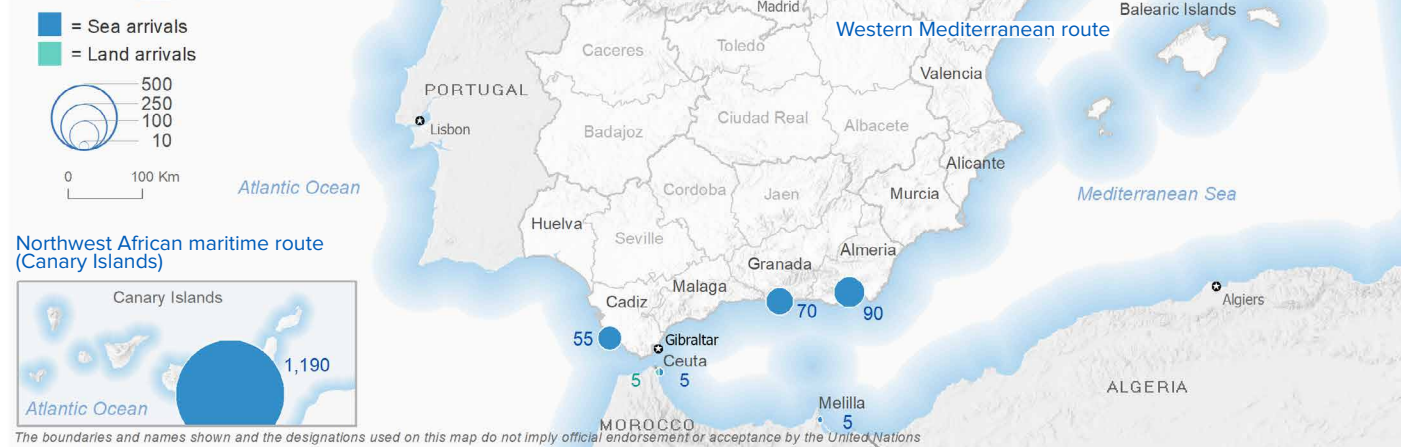 = Sea arrivals
= Land arrivals
500
250
100
10
0 100 Km
Madrid
Western Mediterranean route
Balearic Islands
Caceres
Toledo
Valencia
PORTUGAL
Lisbon
Badajoz
Ciudad Real
Albacete
Alicante
Atlantic Ocean
Cordoba
Jaen
Murcia
Mediterranean Sea
Huelva
Seville
Northwest African maritime route
(Canary Islands)
Almeria
Granada
Malaga
Cadiz
Algiers
Canary Islands
70
90
55
Gibraltar
Ceuta
1,190
5
5
ALGERIA
Atlantic Ocean
Melilla
5
MOROCCO
The boundaries and names shown and the designations used on this map do not imply official endorsement or acceptance by the United Nations